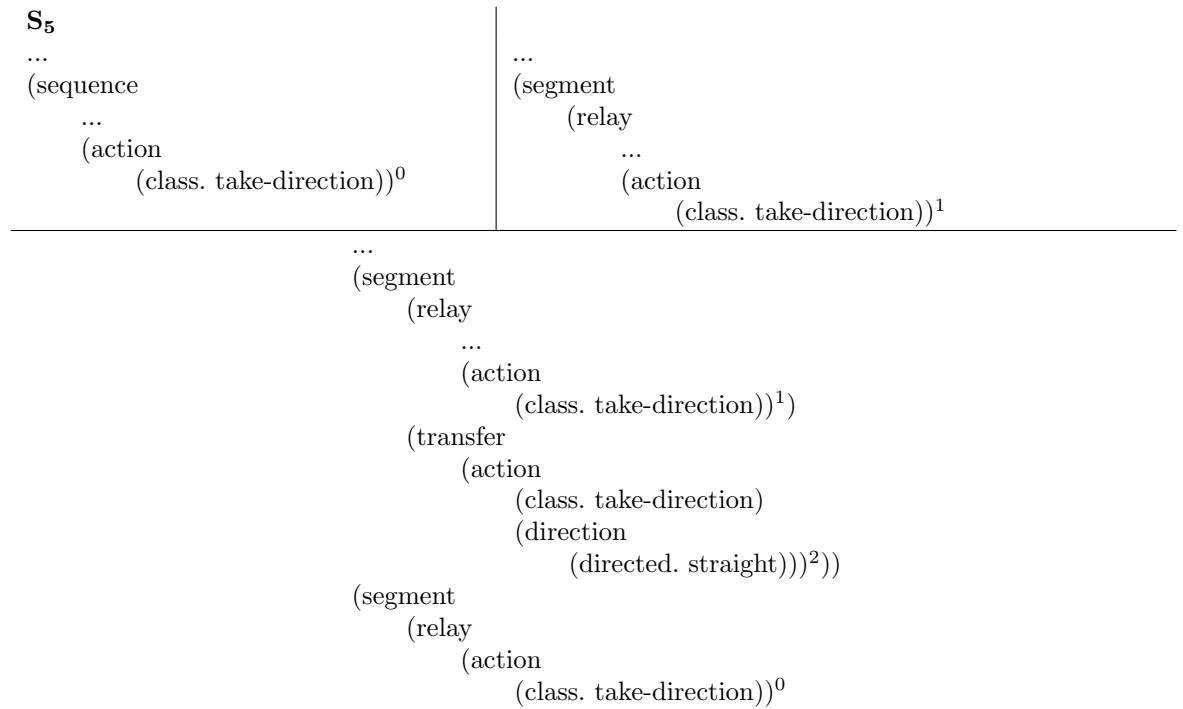 S5
...
(sequence
...
(action
(class. take-direction))^0
...
(segment
(relay
...
(action
(class. take-direction))^1
...
(segment
(relay
...
(action
(class. take-direction))^1)
(transfer
(action
(class. take-direction)
(direction
(directed. straight)))^2))
(segment
(relay
(action
(class. take-direction))^0